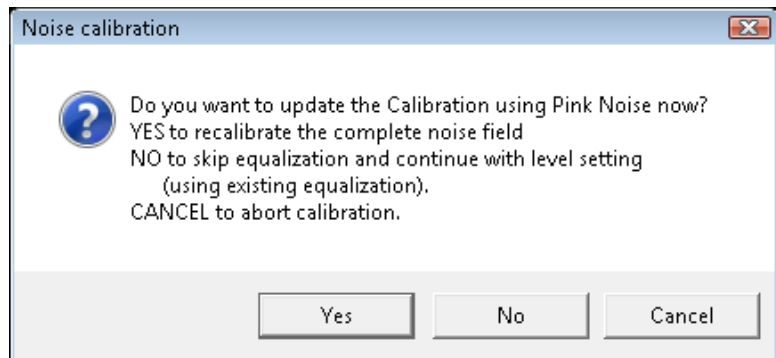 Noise calibration
Do you want to update the Calibration using Pink Noise now?
YES to recalibrate the complete noise field
NO to skip equalization and continue with level setting
(using existing equalization).
CANCEL to abort calibration.
Yes
No
Cancel